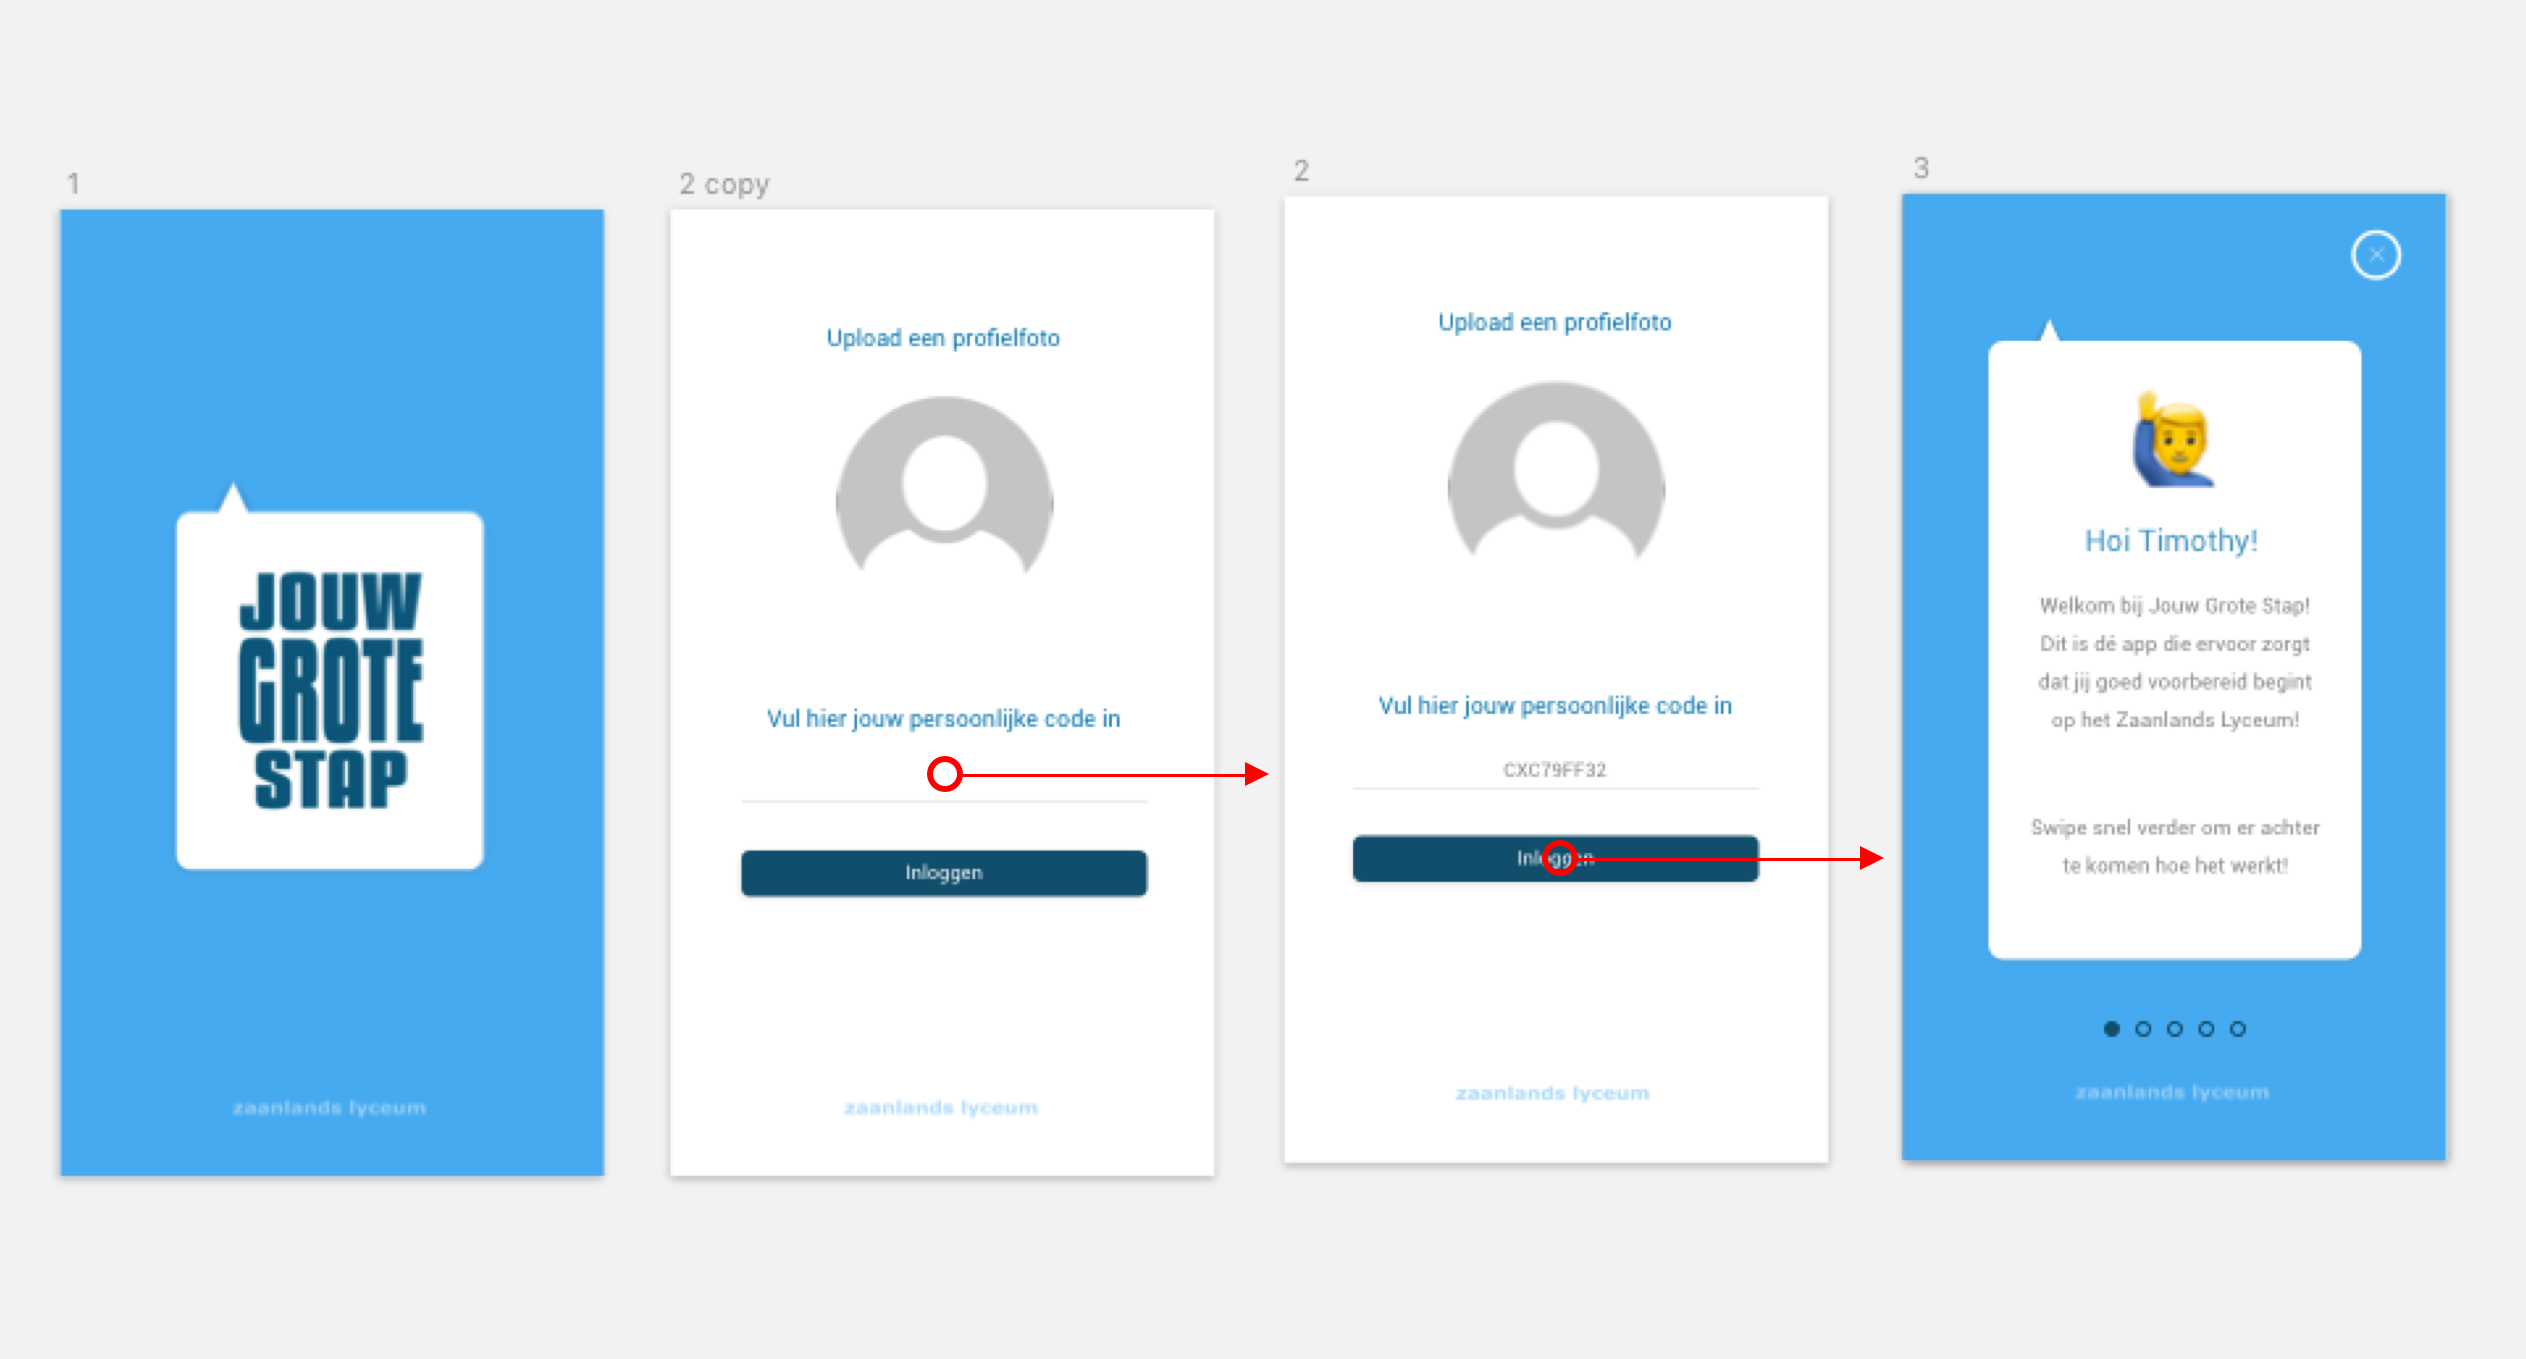 1
JOUW
GROTE
STAP
zaanlands lyceum
2 copy
Upload een profielfoto
Vul hier jouw persoonlijke code in
Inloggen
zaanlands lyceum
2
Upload een profielfoto
Vul hier jouw persoonlijke code in
CXC79FF32
Inloggen
zaanlands lyceum
3
Hoi Timothy!
Welkom bij Jouw Grote Stap!
Dit is dé app die ervoor zorgt
dat jij goed voorbereid begint
op het Zaanlands Lyceum!
Swipe snel verder om er achter
te komen hoe het werkt!
zaanlands lyceum